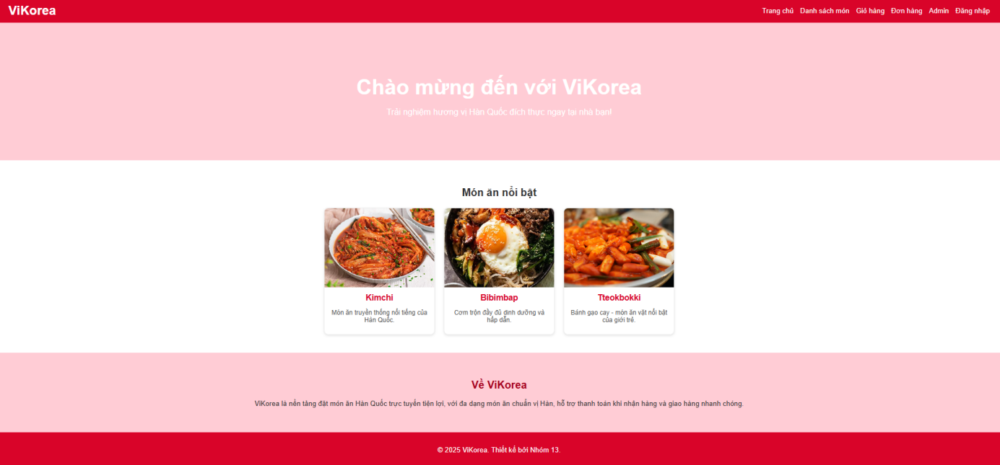 ViKorea
Trang chủ Danh sách món Giỏ hàng Đơn hàng Admin Đăng nhập
Chào mừng đến với ViKorea
Trải nghiệm hương vị Hàn Quốc đích thực ngay tại nhà bạn!
Món ăn nổi bật
Kimchi
Món ăn truyền thống nổi tiếng của
Hàn Quốc.
Bibimbap
Cơm trộn đầy đủ dinh dưỡng và
hấp dẫn.
Tteokbokki
Bánh gạo cay - món ăn vặt nổi bật
của giới trẻ.
Về ViKorea
ViKorea là nền tảng đặt món ăn Hàn Quốc trực tuyến tiện lợi, với đa dạng món ăn chuẩn vị Hàn, hỗ trợ thanh toán khi nhận hàng và giao hàng nhanh chóng.
© 2025 ViKorea. Thiết kế bởi Nhóm 13.